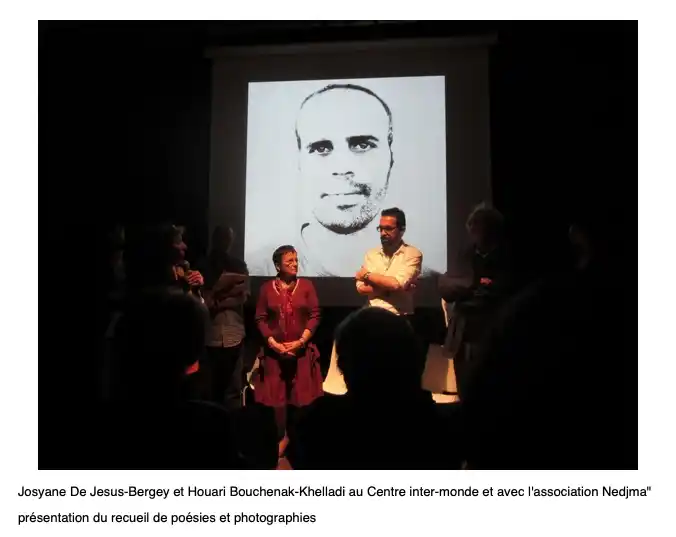 Josyane De Jesus-Bergey et Houari Bouchenak-Khelladi au Centre inter-monde et avec l'association Nedjma"
présentation du recueil de poésies et photographies